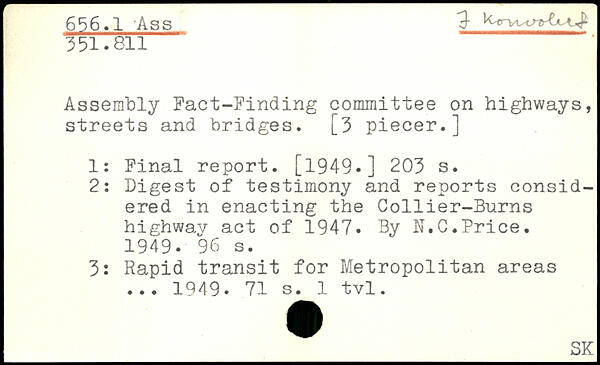 656.1 Ass
351.811
I Konvolut.
Assembly Fact-Finding committee on highways,
streets and bridges. [3 piecer.]
1: Final report. [1949.] 203 s.
2: Digest of testimony and reports consid-
ered in enacting the Collier-Burns
highway act of 1947. By N.C.Price.
1949. 96 s.
3: Rapid transit for Metropolitan areas
... 1949. 71 s. 1 tvl.
SK